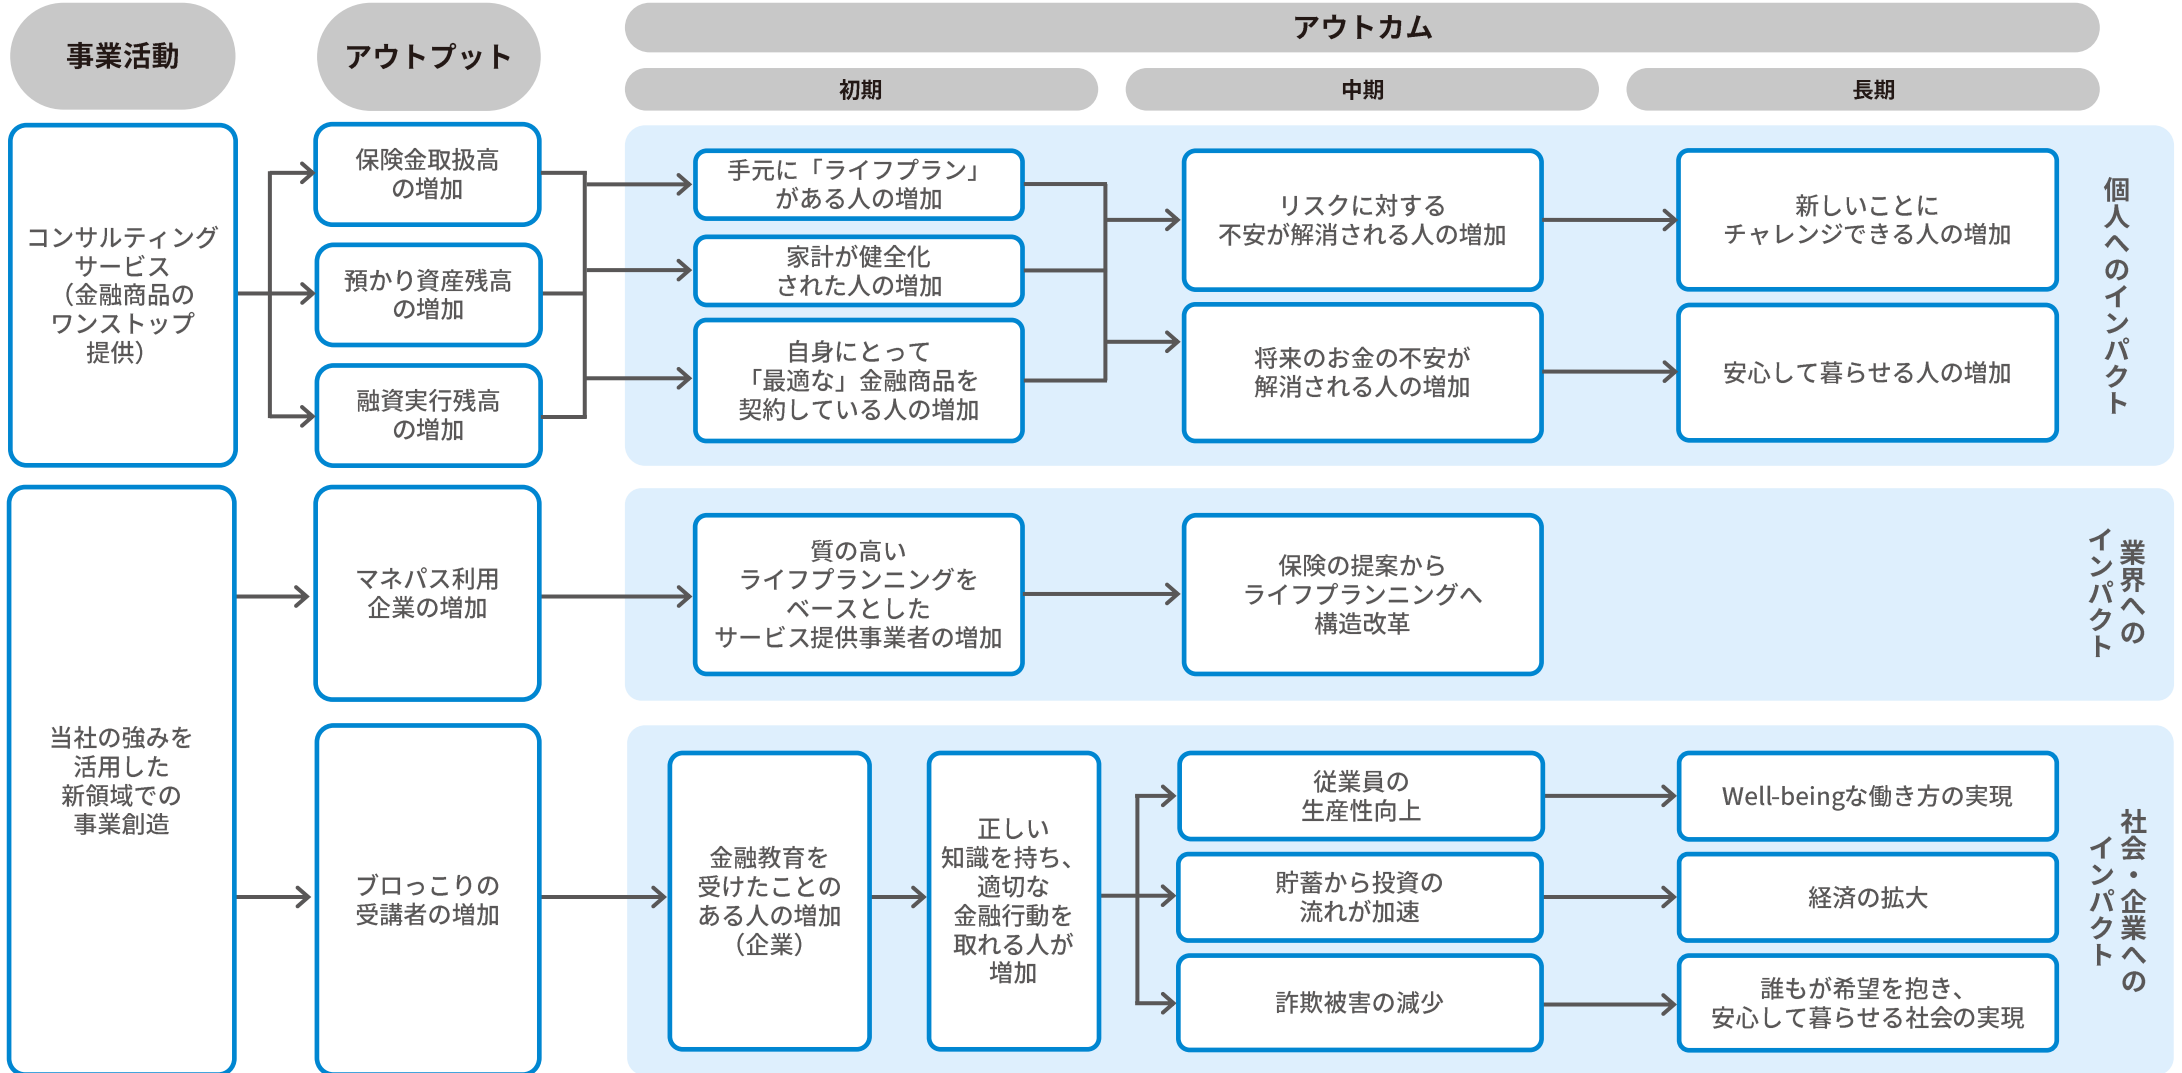 事業活動
アウトプット
アウトカム
初期
中期
長期
コンサルティング
サービス
（金融商品の
ワンストップ
提供）
保険金取扱高
の増加
預かり資産残高
の増加
融資実行残高
の増加
手元に「ライフプラン」
がある人の増加
家計が健全化
された人の増加
自身にとって
「最適な」金融商品を
契約している人の増加
リスクに対する
不安が解消される人の増加
将来のお金の不安が
解消される人の増加
新しいことに
チャレンジできる人の増加
安心して暮らせる人の増加
個人へのインパクト
当社の強みを
活用した
新領域での
事業創造
マネパス利用
企業の増加
質の高い
ライフプランニングを
ベースとした
サービス提供事業者の増加
保険の提案から
ライフプランニングへ
構造改革
業界への
インパクト
ブロっこりの
受講者の増加
金融教育を
受けたことの
ある人の増加
（企業）
正しい
知識を持ち、
適切な
金融行動を
取れる人が
増加
従業員の
生産性向上
貯蓄から投資の
流れが加速
詐欺被害の減少
Well-beingな働き方の実現
経済の拡大
誰もが希望を抱き、
安心して暮らせる社会の実現
社会・企業への
インパクト